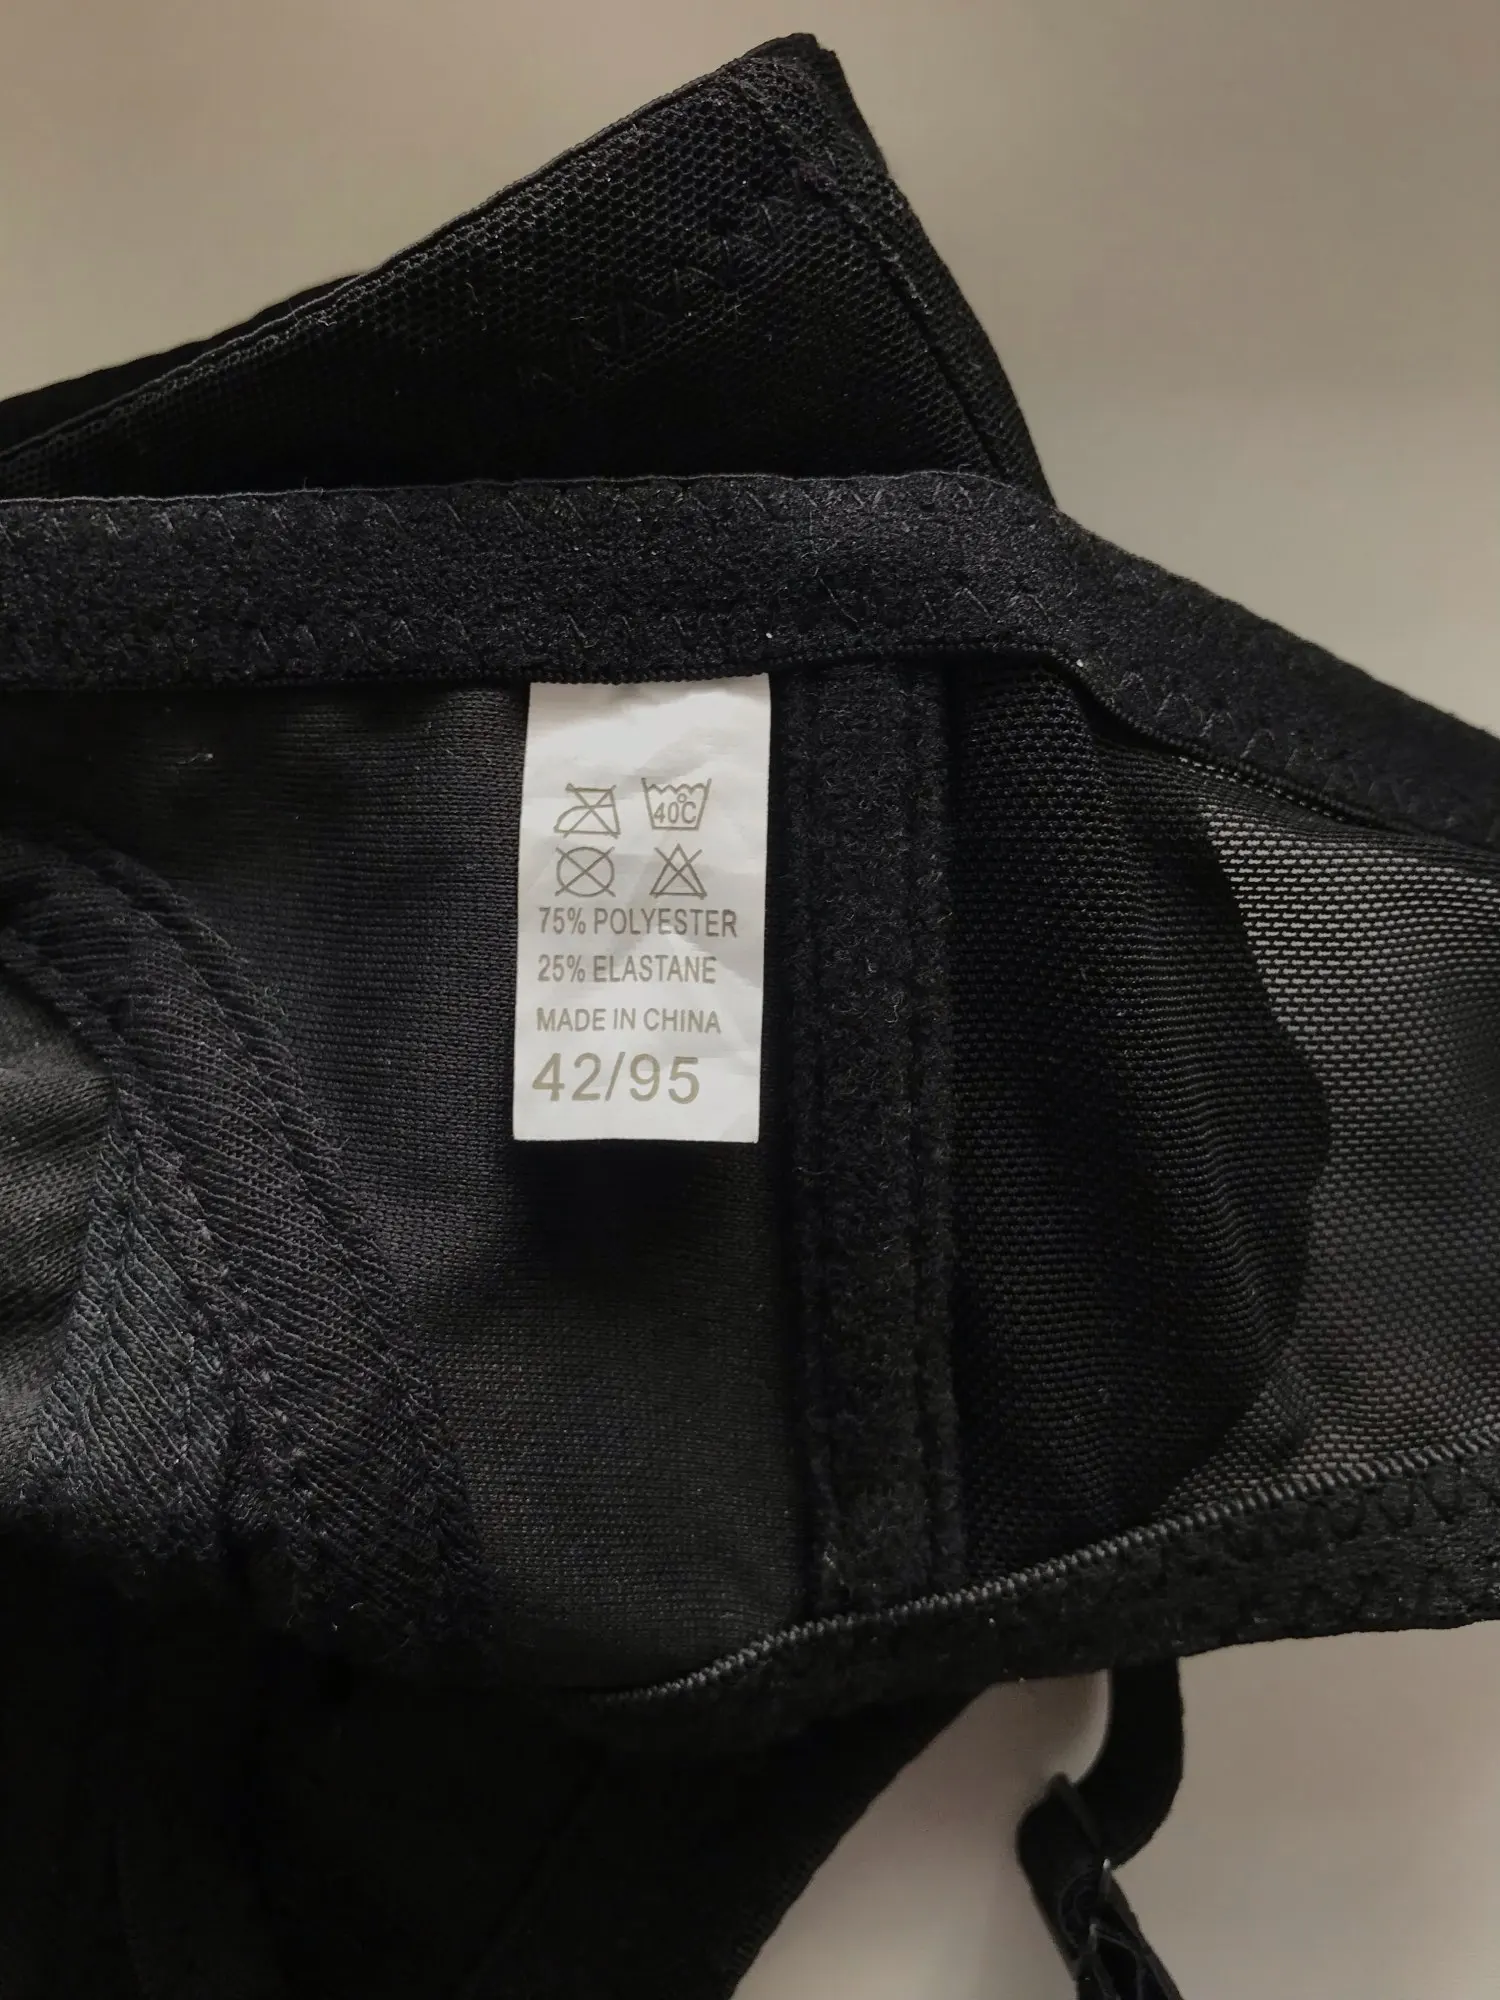 40°C
75% POLYESTER
25% ELASTANE
MADE IN CHINA
42/95